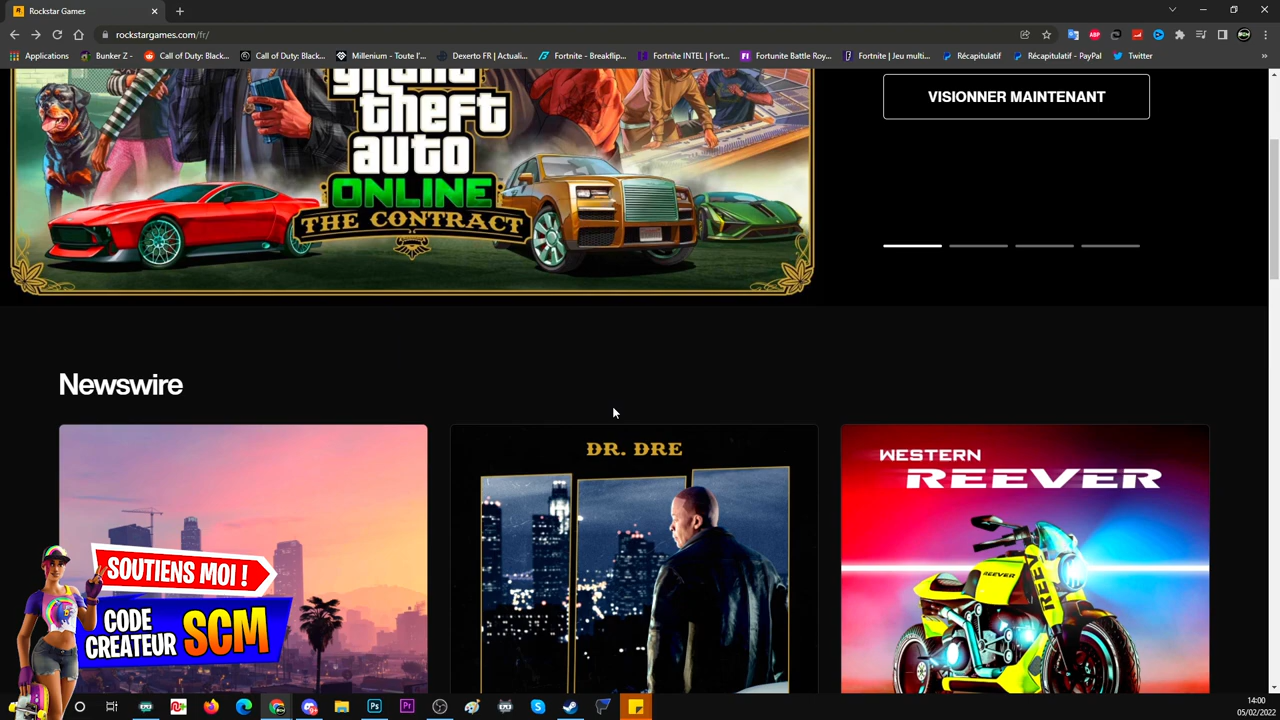 Rockstar Games
rockstargames.com/fr/
Applications
Bunker Z -
Call of Duty: Black...
Call of Duty: Black...
Millenium - Toute l'...
Dexerto FR | Actuali...
Fortnite - Breakflip...
Fortnite INTEL | Fort...
Fortunite Battle Roy...
Fortnite | Jeu multi...
Récapitulatif
Récapitulatif - PayPal
Twitter
»
grand
theft
auto
ONLINE
THE CONTRACT
VISIONNER MAINTENANT
Newswire
DR. DRE
WESTERN
REEVER
REEVER
SOUTIENS MOI !
CODE
CREATEUR SCM
14:00
05/02/2022